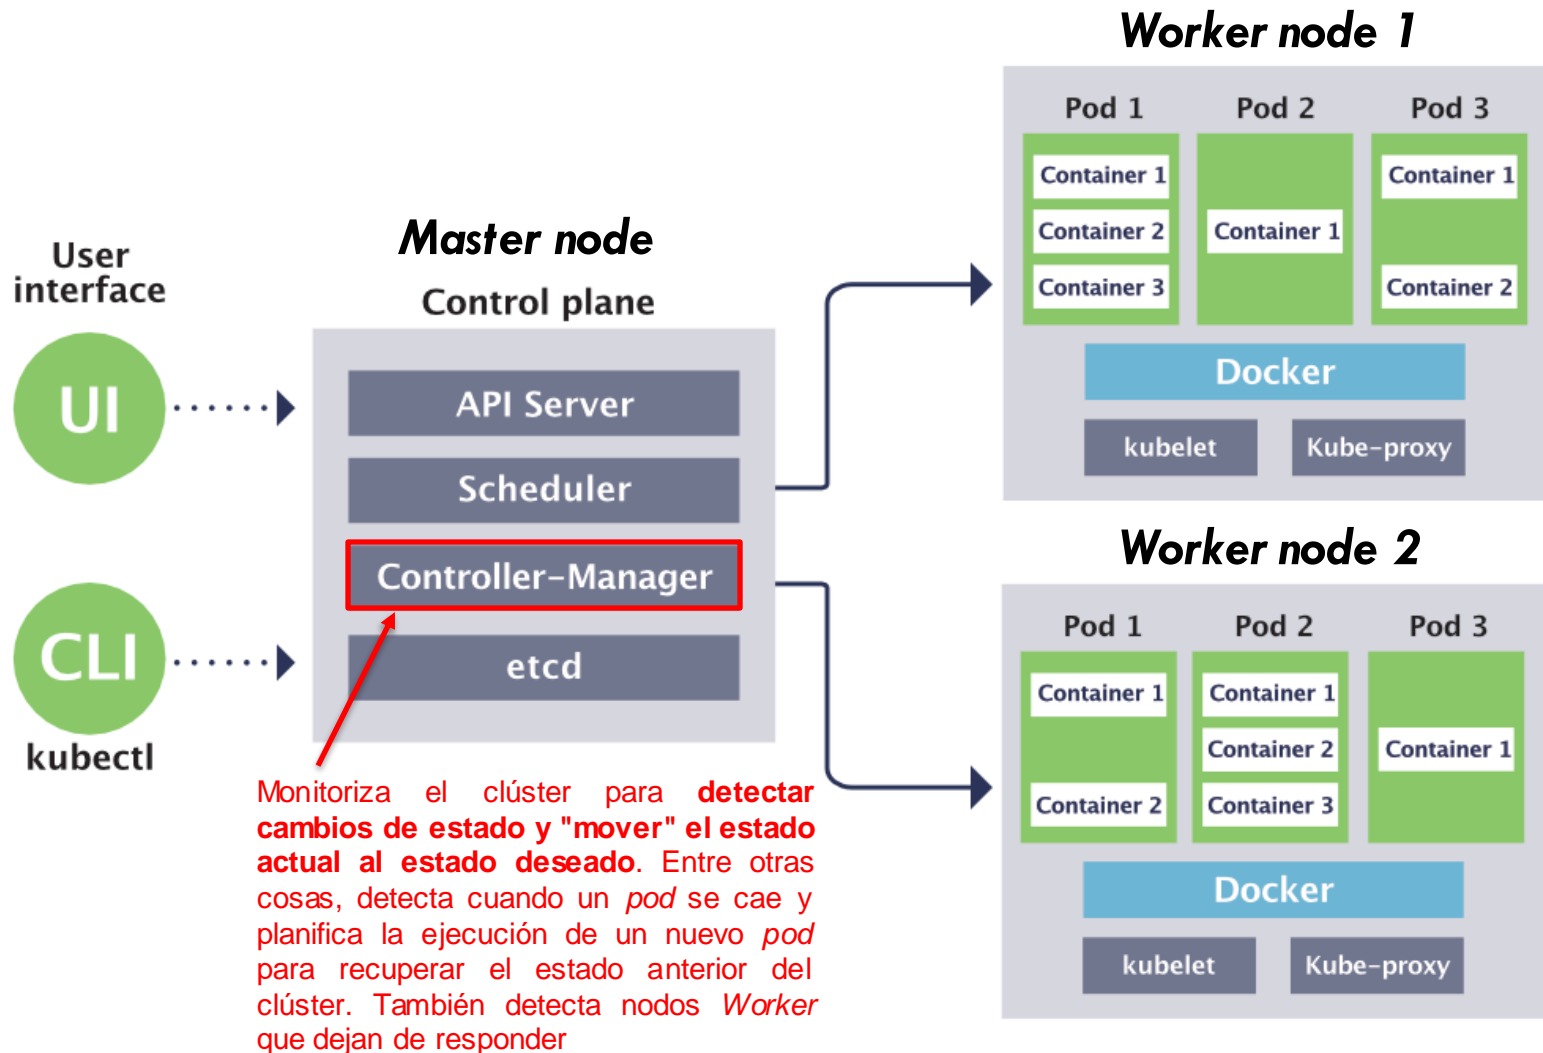 User
interface
UI
CLI
kubectl
Master node
Control plane
API Server
Scheduler
Controller-Manager
etcd
Monitoriza el clúster para detectar
cambios de estado y "mover" el estado
actual al estado deseado. Entre otras
cosas, detecta cuando un pod se cae y
planifica la ejecución de un nuevo pod
para recuperar el estado anterior del
clúster. También detecta nodos Worker
que dejan de responder
Worker node 1
Pod 1
Container 1
Container 2
Container 3
Pod 2
Container 1
Pod 3
Container 1
Container 2
Docker
kubelet
Kube-proxy
Worker node 2
Pod 1
Container 1
Container 2
Pod 2
Container 1
Container 2
Container 3
Pod 3
Container 1
Docker
kubelet
Kube-proxy